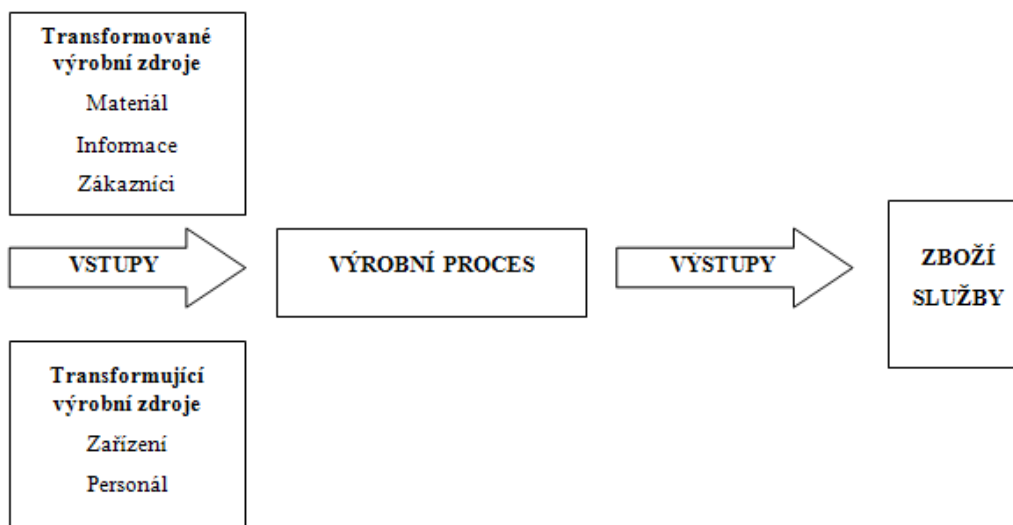 Transformované
výrobní zdroje
Materiál
Informace
Zákazníci
VSTUPY
VÝROBNÍ PROCES
VÝSTUPY
ZBOŽÍ
SLUŽBY
Transformující
výrobní zdroje
Zařízení
Personál